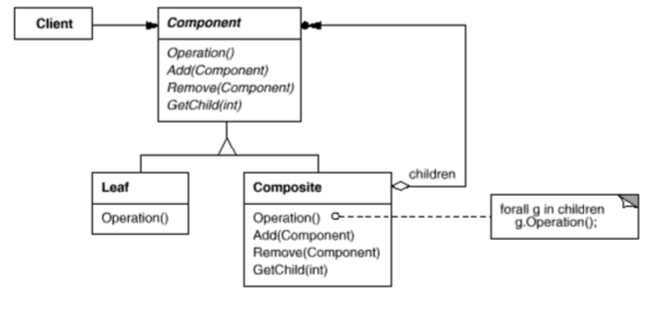 Client
Component
Operation()
Add(Component)
Remove(Component)
GetChild(int)
Leaf
Operation()
Composite
Operation()
Add(Component)
Remove(Component)
GetChild(int)
children
forall g in children
g.Operation();